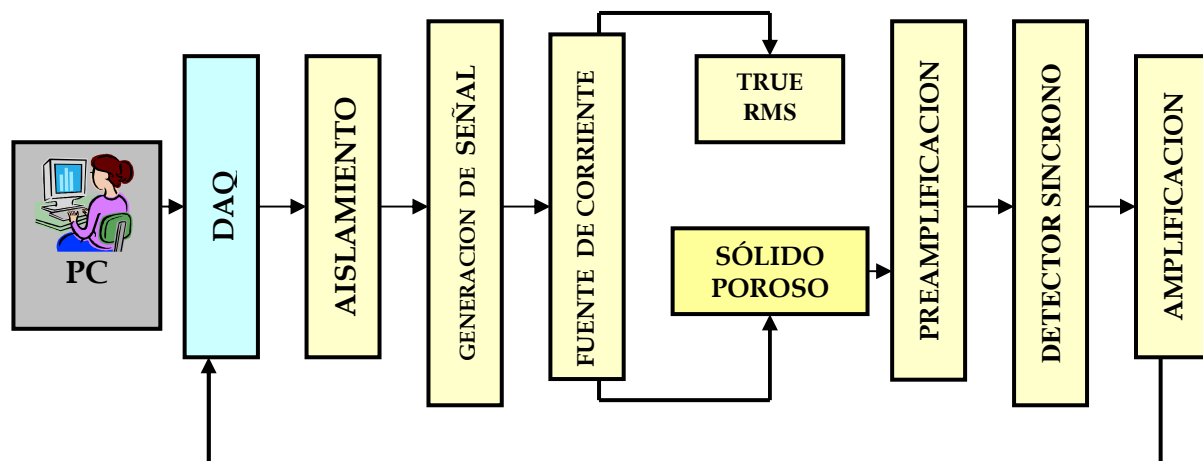 PC
DAQ
AISLAMIENTO
GENERACION DE SEÑAL
FUENTE DE CORRIENTE
TRUE
RMS
SÓLIDO
POROSO
PREAMPLIFICACION
DETECTOR SINCRONO
AMPLIFICACION